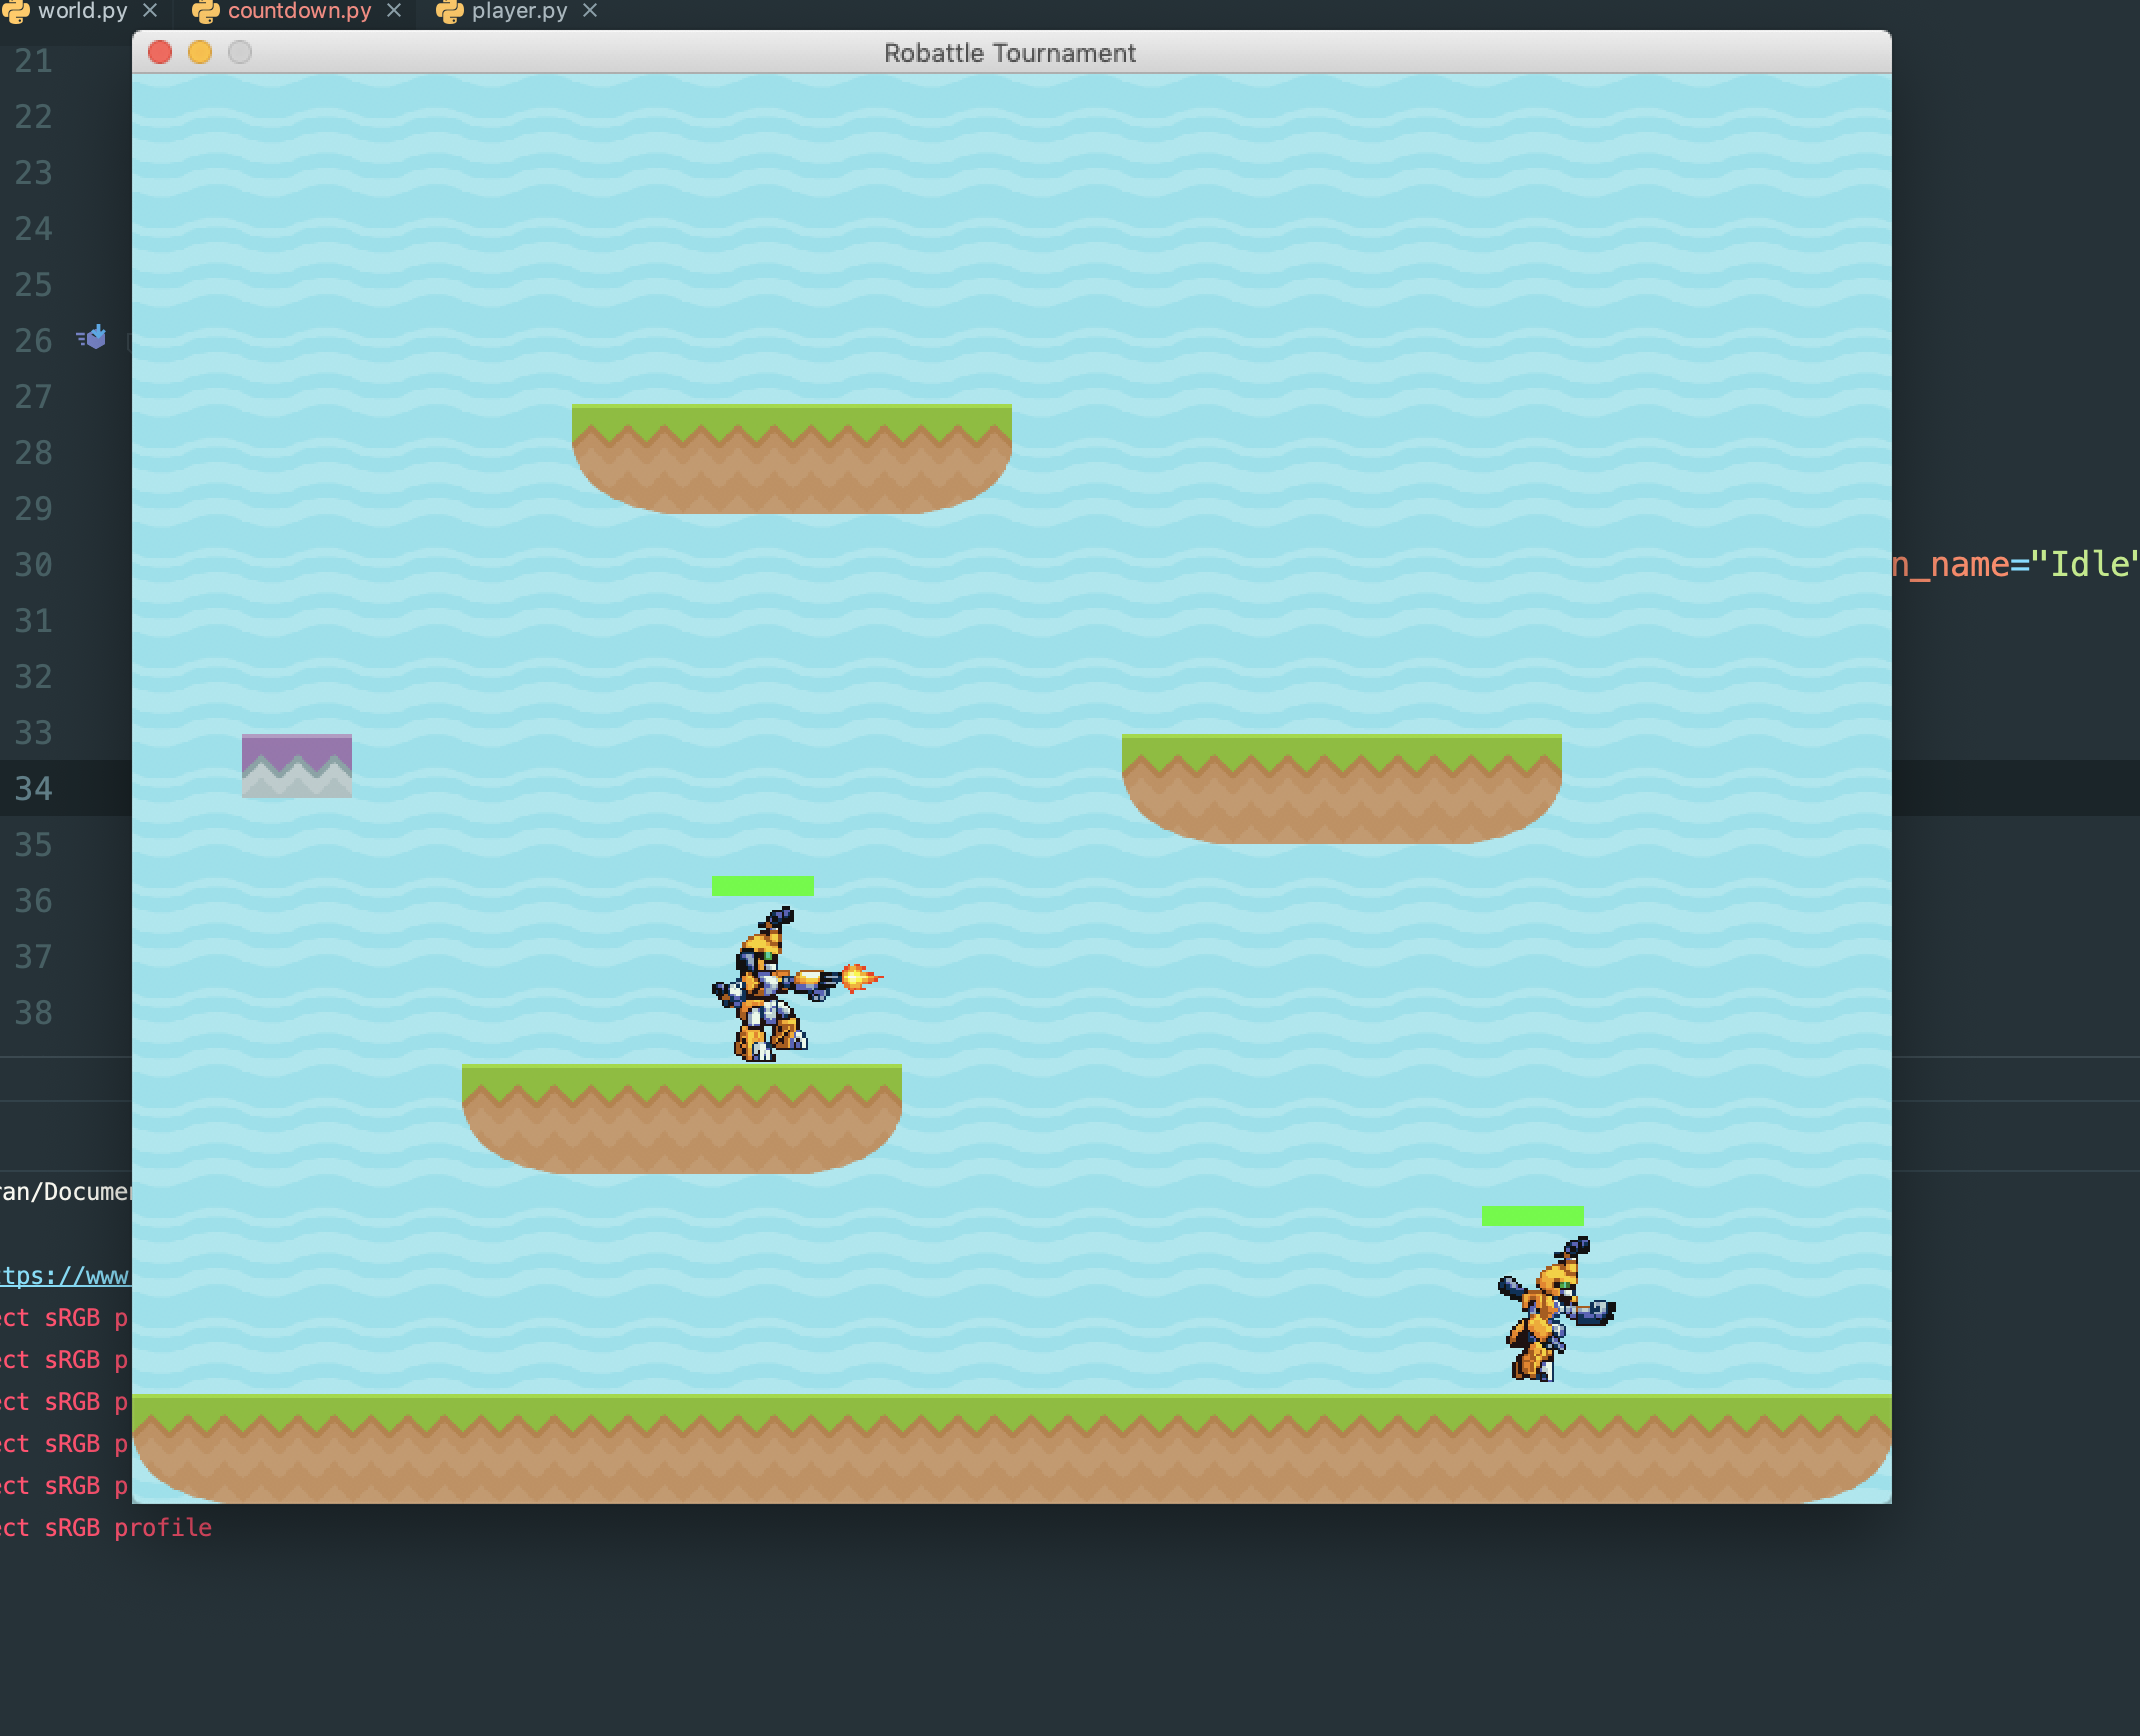 world.py countdown.py player.py
Robattle Tournament
21
22
23
24
25
26
27
28
29
30 n_name="Idle"
31
32
33
34
35
36
37
38
ran/Documen
tps://www
ect sRGB p
ect sRGB p
ect sRGB p
ect sRGB p
ect sRGB p
ect sRGB profile